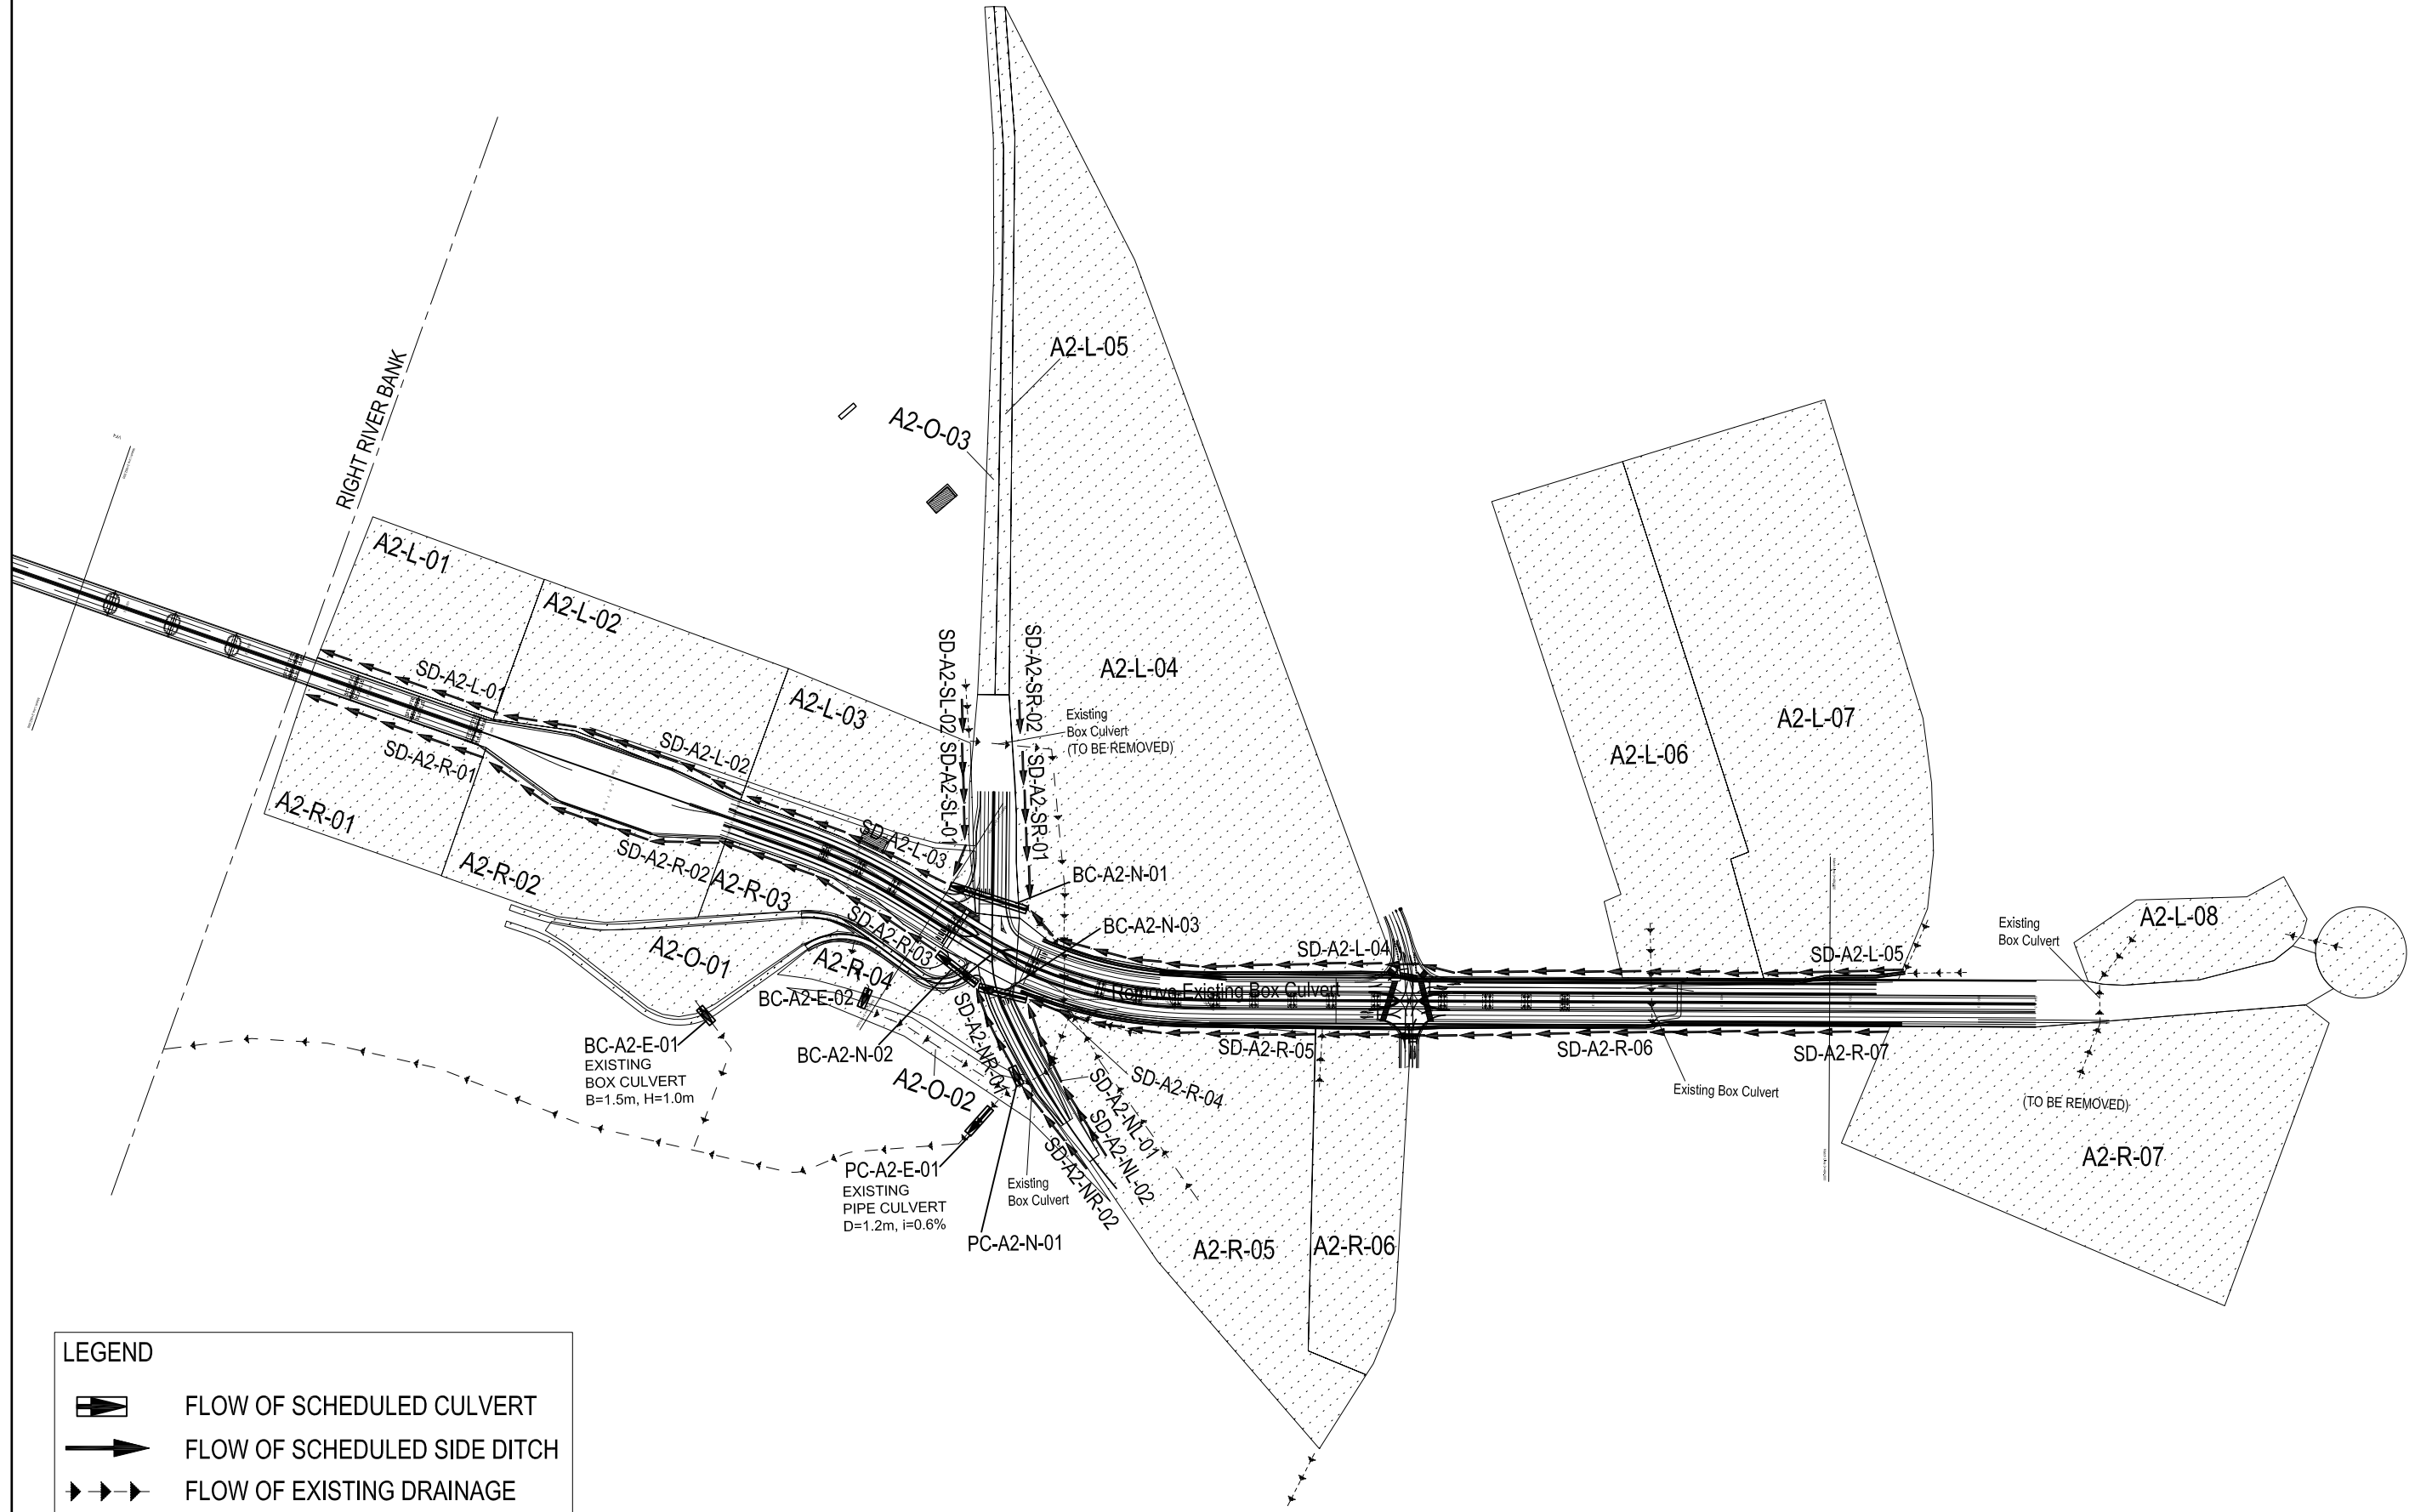 A2-L-05
A2-O-03
RIGHT RIVER BANK
A2-L-01
A2-L-02
A2-L-03
A2-L-04
A2-L-06
A2-L-07
A2-L-08
SD-A2-L-01
SD-A2-L-02
SD-A2-L-03
SD-A2-SL-02
SD-A2-SL-01
SD-A2-SR-02
SD-A2-SR-01
Existing
Box Culvert
(TO BE REMOVED)
SD-A2-R-01
A2-R-01
SD-A2-R-02
A2-R-02
A2-R-03
SD-A2-R-03
BC-A2-N-01
BC-A2-N-03
SD-A2-L-04
SD-A2-L-05
Existing
Box Culvert
Remove Existing Box Culvert
A2-O-01
A2-R-04
BC-A2-E-02
BC-A2-E-01
EXISTING
BOX CULVERT
B=1.5m, H=1.0m
BC-A2-N-02
A2-O-02
SD-A2-NR-01
SD-A2-R-04
SD-A2-NL-01
SD-A2-NL-02
SD-A2-NR-02
SD-A2-R-05
SD-A2-R-06
SD-A2-R-07
Existing Box Culvert
(TO BE REMOVED)
PC-A2-E-01
EXISTING
PIPE CULVERT
D=1.2m, i=0.6%
Existing
Box Culvert
PC-A2-N-01
A2-R-05
A2-R-06
A2-R-07
LEGEND
FLOW OF SCHEDULED CULVERT
FLOW OF SCHEDULED SIDE DITCH
FLOW OF EXISTING DRAINAGE